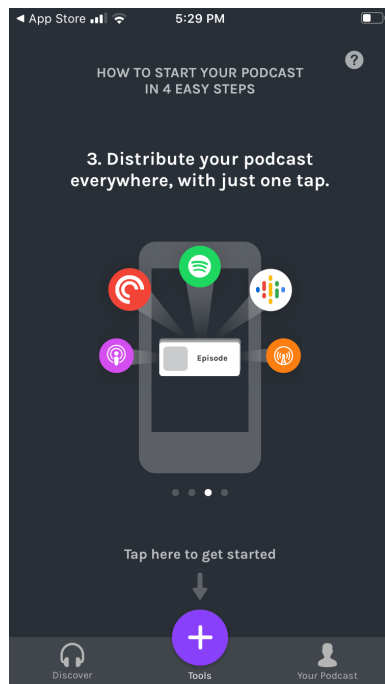 App Store
5:29 PM
?
HOW TO START YOUR PODCAST
IN 4 EASY STEPS
3. Distribute your podcast
everywhere, with just one tap.
Episode
Tap here to get started
Discover
Tools
Your Podcast